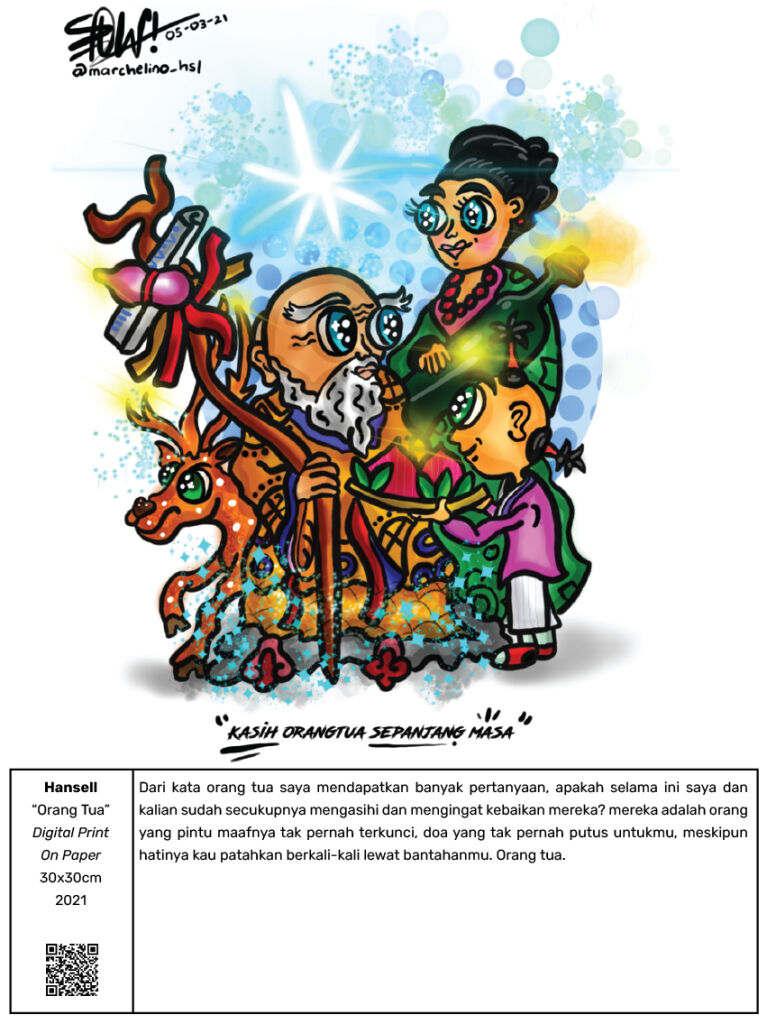 05-03-21
@marchelino_hsl
"KASIH ORANGTUA SEPANJANG MASA"
Hansell
“Orang Tua”
Digital Print
On Paper
30x30cm
2021
Dari kata orang tua saya mendapatkan banyak pertanyaan, apakah selama ini saya dan
kalian sudah secukupnya mengasihi dan mengingat kebaikan mereka? mereka adalah orang
yang pintu maafnya tak pernah terkunci, doa yang tak pernah putus untukmu, meskipun
hatinya kau patahkan berkali-kali lewat bantahanmu. Orang tua.